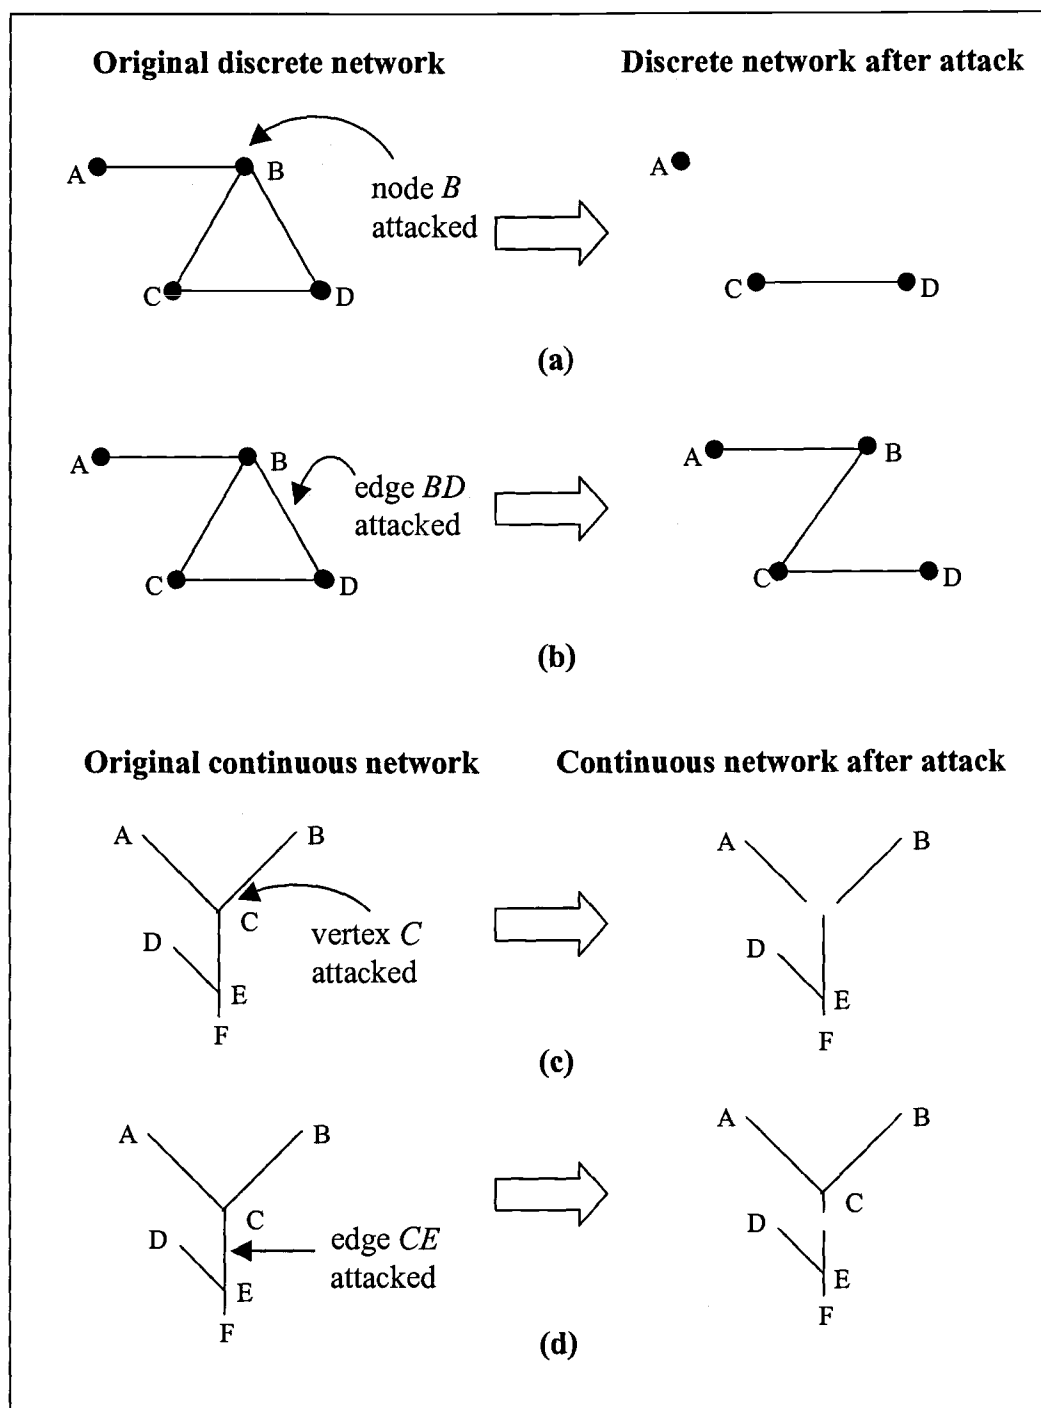 Original discrete network
Discrete network after attack
A
B
C
D
node B
attacked
A
C
D
(a)
A
B
C
D
edge BD
attacked
A
B
C
D
(b)
Original continuous network
Continuous network after attack
A
B
C
D
E
F
vertex C
attacked
A
B
D
E
F
(c)
A
B
C
D
E
F
edge CE
attacked
A
B
C
D
E
F
(d)